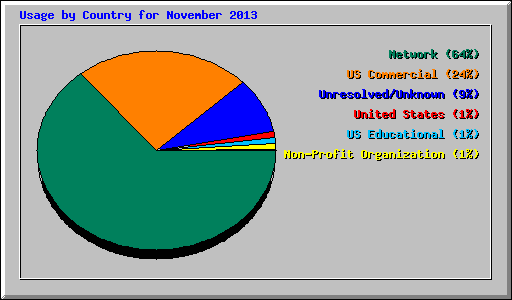 Usage by Country for November 2013
Network (64%)
US Commercial (24%)
Unresolved/Unknown (9%)
United States (1%)
US Educational (1%)
Non-Profit Organization (1%)